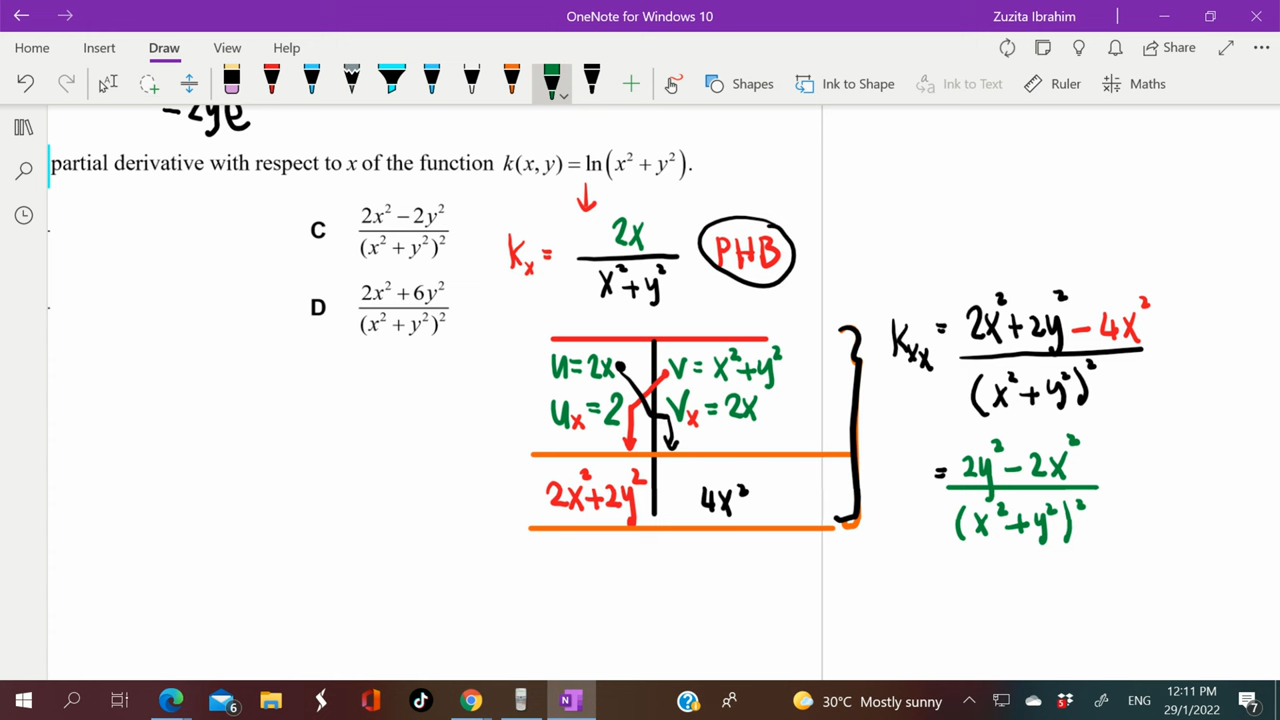 OneNote for Windows 10
Zuzita Ibrahim
Home Insert Draw View Help
Share
Shapes Ink to Shape Ink to Text Ruler Maths
-2ye
partial derivative with respect to x of the function k(x, y) = ln(x² + y²).
C (2x² − 2y²)/(x² + y²)²
D (2x² + 6y²)/(x² + y²)²
Kx = 2x/(x²+y²) PHB
u=2x v=x²+y²
ux=2 vx=2x
2x²+2y² 4x²
Kxx = (2x²+2y²−4x²)/(x²+y²)²
= (2y²−2x²)/(x²+y²)²
6
5
30°C Mostly sunny
ENG
12:11 PM
29/1/2022
7